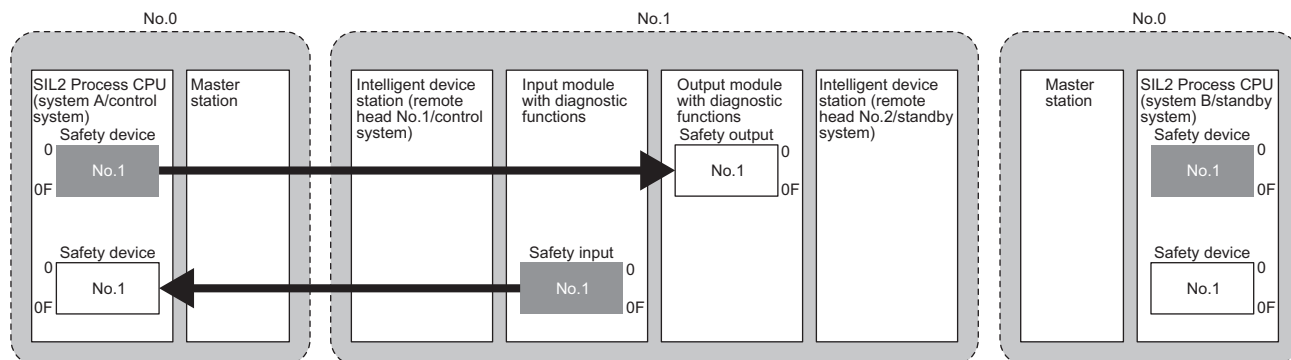 No.0
No.1
No.0
SIL2 Process CPU
(system A/control
system)
Safety device
0
No.1
0F
Safety device
0
No.1
0F
Master
station
Intelligent device
station (remote
head No.1/control
system)
Input module
with diagnostic
functions
Safety input
0
No.1
0F
Output module
with diagnostic
functions
Safety output
0
No.1
0F
Intelligent device
station (remote
head No.2/standby
system)
Master
station
SIL2 Process CPU
(system B/standby
system)
Safety device
0
No.1
0F
Safety device
0
No.1
0F